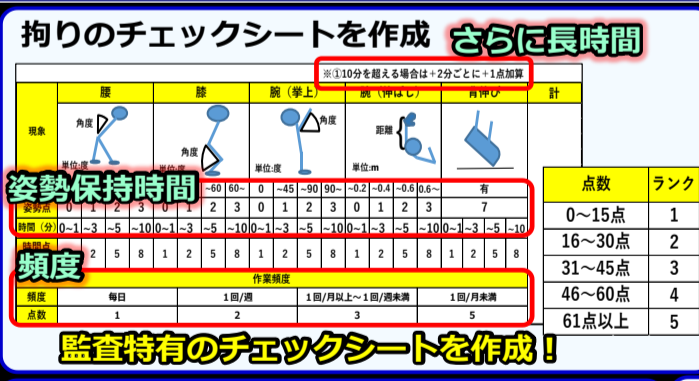 拘りのチェックシートを作成
さらに長時間
※①10分を超える場合は＋2分ごとに＋1点加算
現象 腰 膝 腕（挙上） 腕（伸ばし） 背伸び 計
角度 角度 角度 距離
単位:度 単位:度 単位:度 単位:m
姿勢保持時間
~60 60~ 0 ~45 ~90 90~ ~0.2 ~0.4 ~0.6 0.6~ 有
姿勢点 0 1 2 3 0 1 2 3 0 1 2 3 0 1 2 3 7
時間（分） 0~1 ~3 ~5 ~10 0~1 ~3 ~5 ~10 0~1 ~3 ~5 ~10 0~1 ~3 ~5 ~10 0~1 ~3 ~5 ~10
時間点 2 5 8 1 2 5 8 1 2 5 8 1 2 5 8 1 2 5 8
頻度
作業頻度
頻度 毎日 1回/週 1回/月以上～1回/週未満 1回/月未満
点数 1 2 3 5
点数 ランク
0～15点 1
16～30点 2
31～45点 3
46～60点 4
61点以上 5
監査特有のチェックシートを作成！